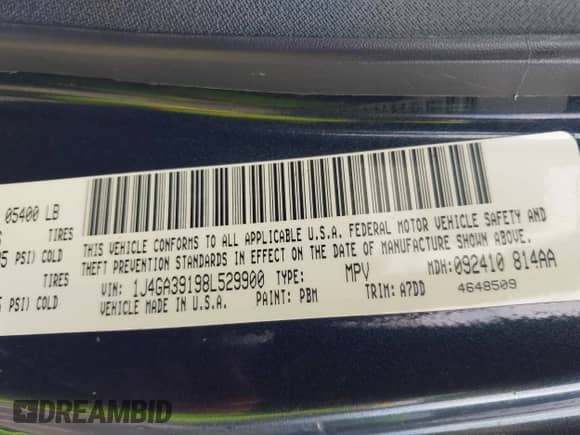 05400 LB
TIRES
PSI) COLD
TIRES
PSI) COLD
THIS VEHICLE CONFORMS TO ALL APPLICABLE U.S.A. FEDERAL MOTOR VEHICLE SAFETY AND
THEFT PREVENTION STANDARDS IN EFFECT ON THE DATE OF MANUFACTURE SHOWN ABOVE.
VIN: 1J4GA39198L529900 TYPE: MPV MDH:092410 814AA
VEHICLE MADE IN U.S.A. PAINT: PBM TRIM: A7DD 4648509
DREAMBID